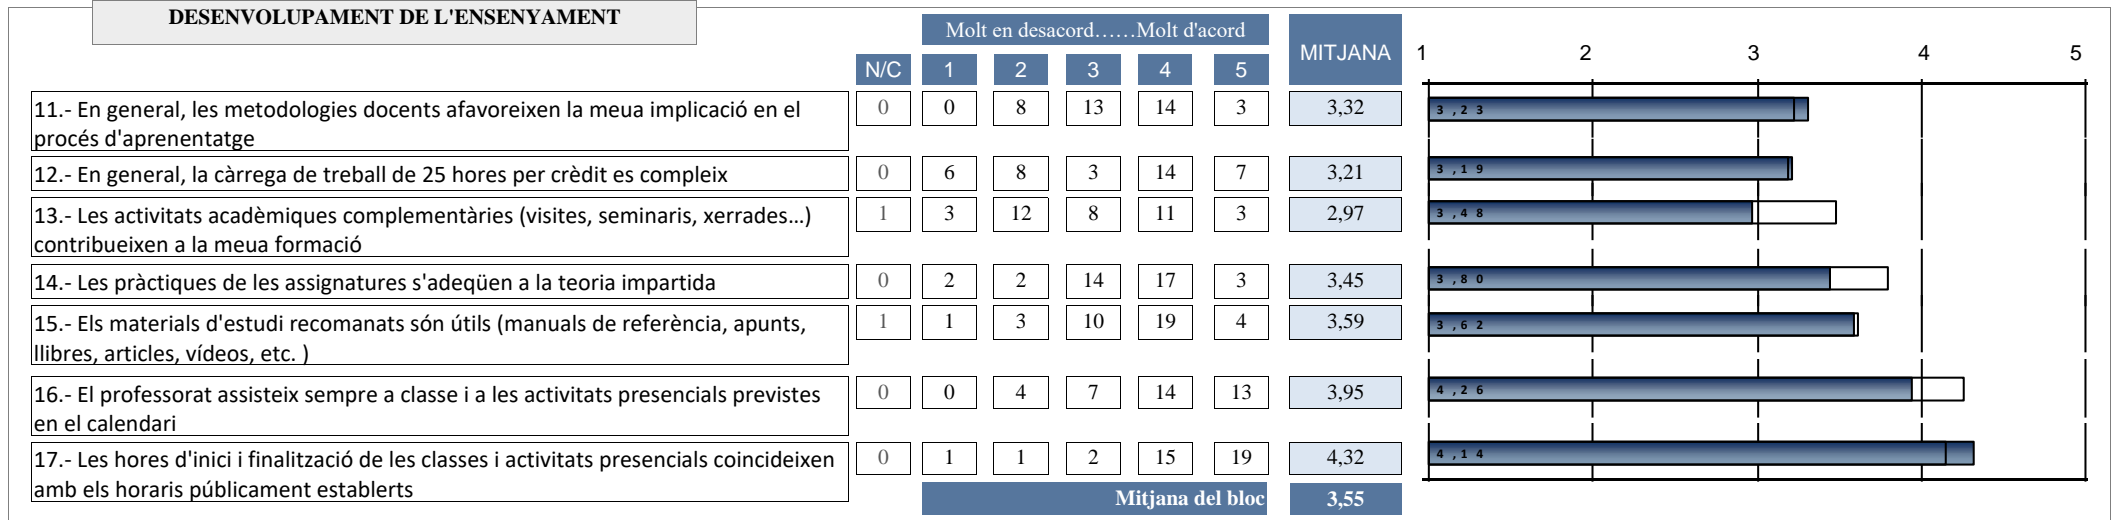 DESENVOLUPAMENT DE L'ENSENYAMENT
Molt en desacord……Molt d'acord
MITJANA
N/C 1 2 3 4 5
1 2 3 4 5
11.- En general, les metodologies docents afavoreixen la meua implicació en el
procés d'aprenentatge
0 0 8 13 14 3 3,32
3,23
12.- En general, la càrrega de treball de 25 hores per crèdit es compleix
0 6 8 3 14 7 3,21
3,19
13.- Les activitats acadèmiques complementàries (visites, seminaris, xerrades…)
contribueixen a la meua formació
1 3 12 8 11 3 2,97
3,48
14.- Les pràctiques de les assignatures s'adeqüen a la teoria impartida
0 2 2 14 17 3 3,45
3,80
15.- Els materials d'estudi recomanats són útils (manuals de referència, apunts,
llibres, articles, vídeos, etc. )
1 1 3 10 19 4 3,59
3,62
16.- El professorat assisteix sempre a classe i a les activitats presencials previstes
en el calendari
0 0 4 7 14 13 3,95
4,26
17.- Les hores d'inici i finalització de les classes i activitats presencials coincideixen
amb els horaris públicament establerts
0 1 1 2 15 19 4,32
4,14
Mitjana del bloc 3,55